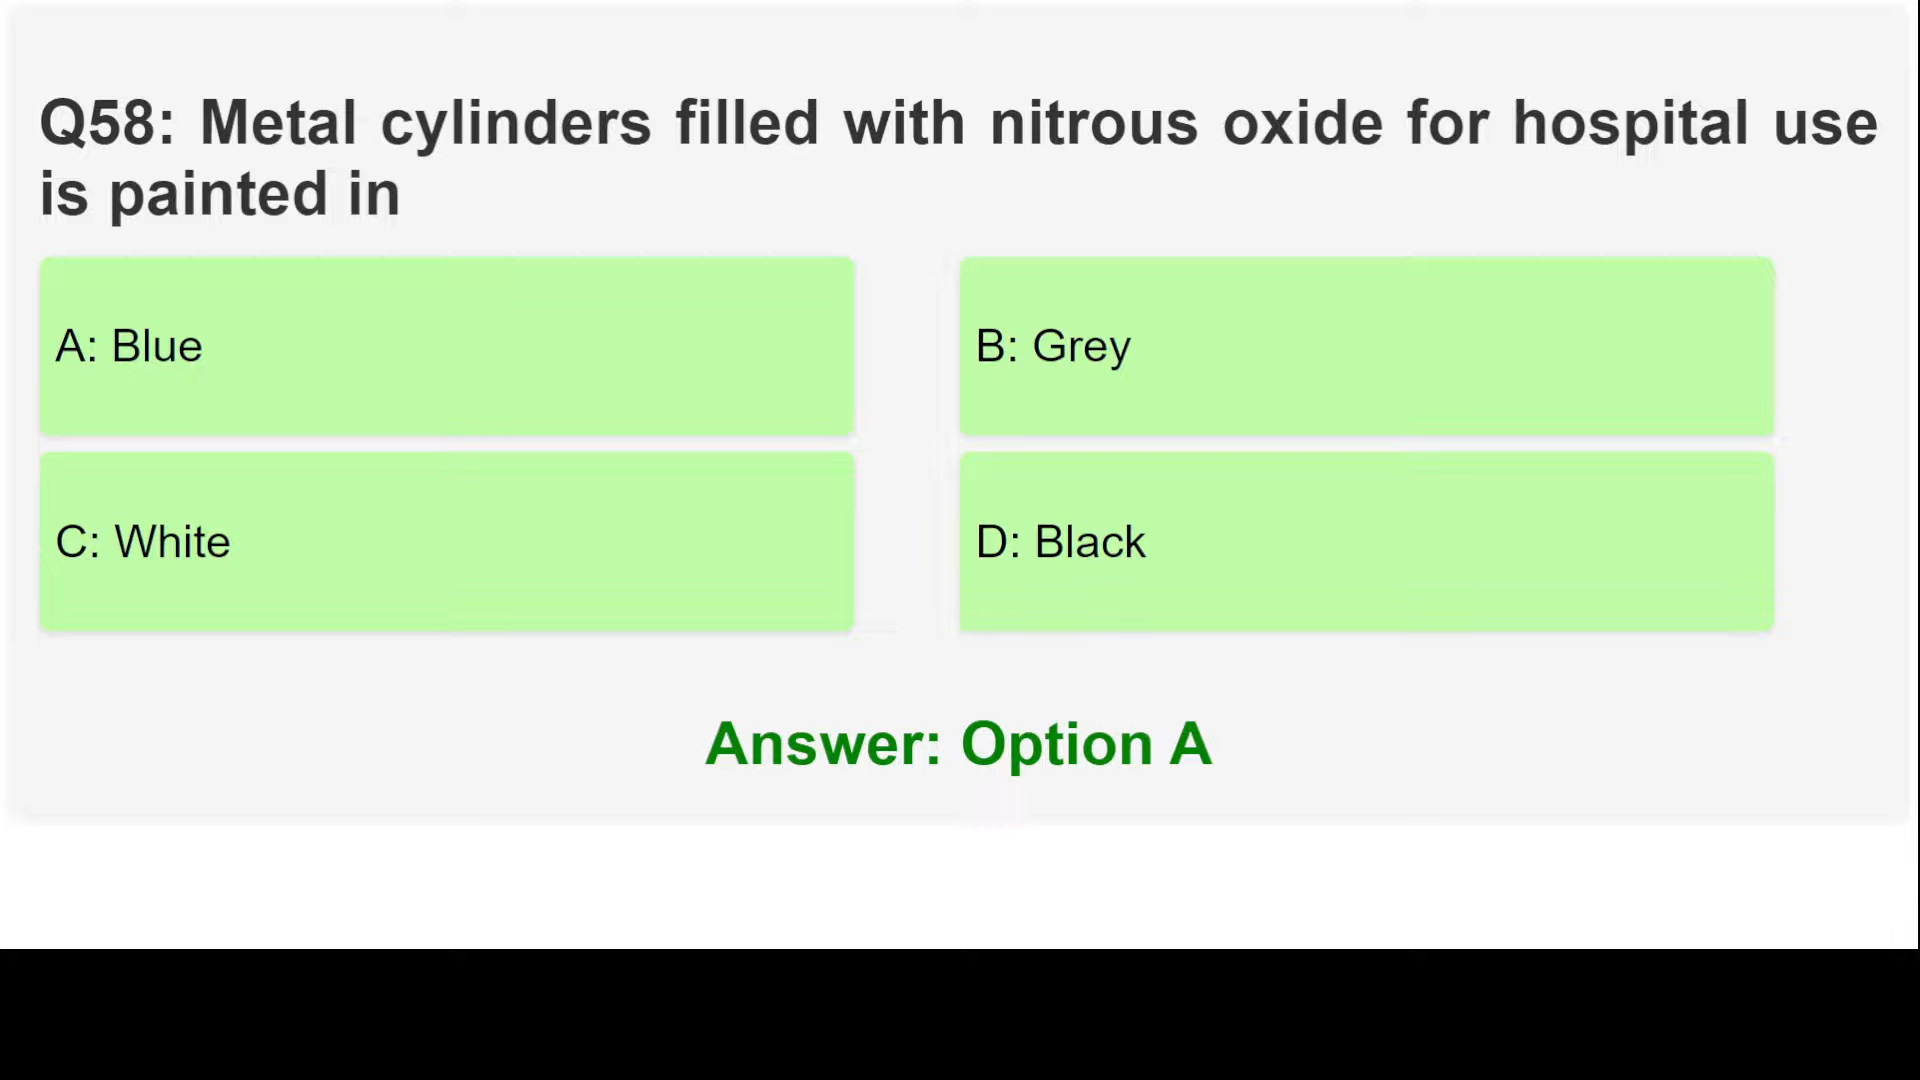 Q58: Metal cylinders filled with nitrous oxide for hospital use
is painted in
A: Blue
B: Grey
C: White
D: Black
Answer: Option A